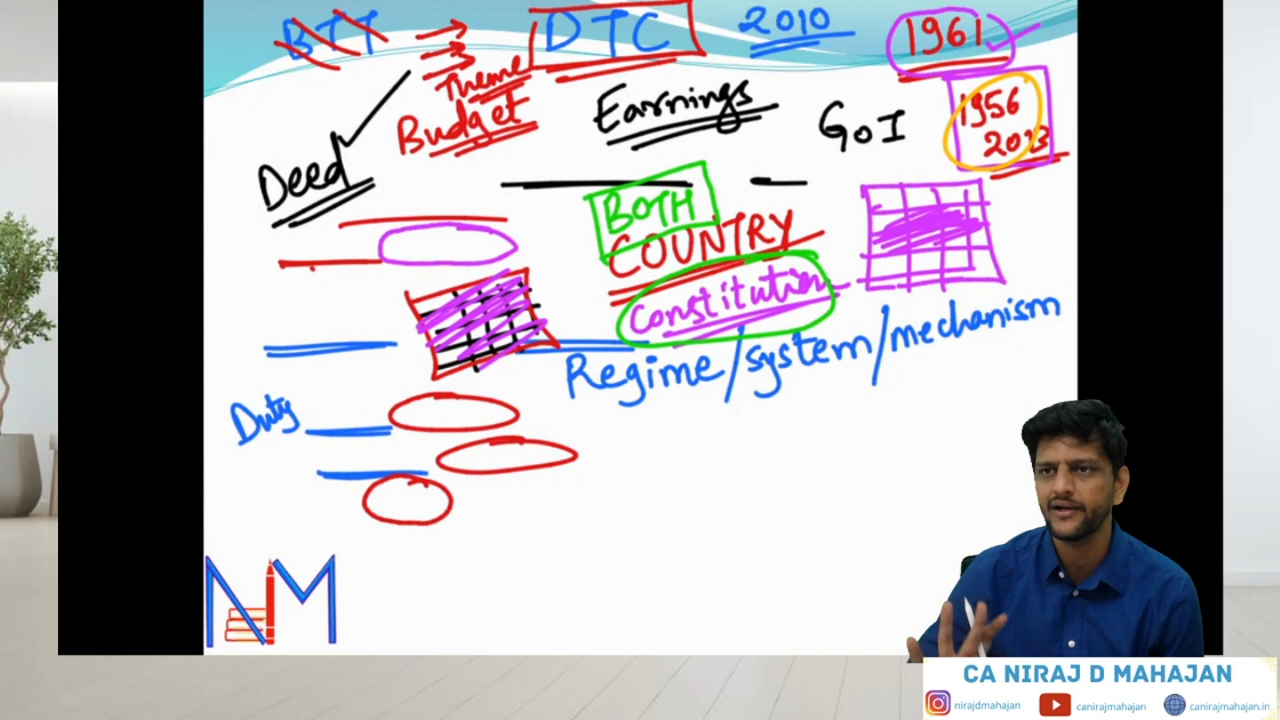 BTT → DTC 2010 1961
Theme
Budget Earnings GoI 1956
2013
Deed
BOTH
COUNTRY
Constitution
Regime/system/mechanism
Duty
NM
CA NIRAJ D MAHAJAN
nirajdmahajan canirajmahajan canirajmahajan.in